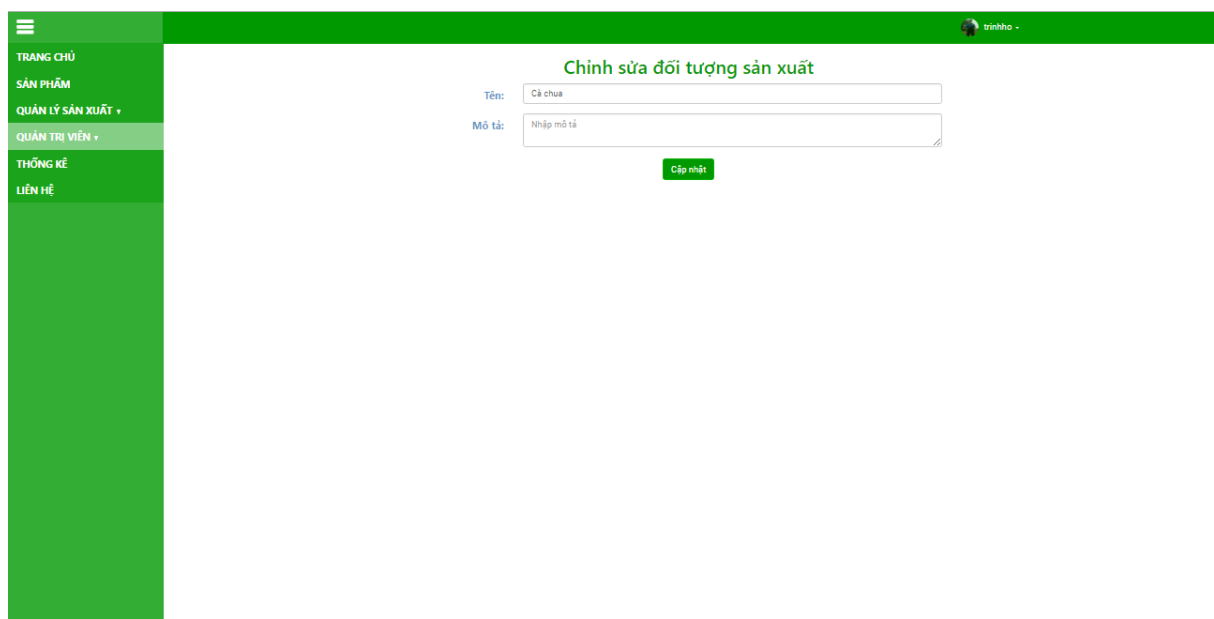 trinhho
TRANG CHỦ
SẢN PHẨM
QUẢN LÝ SẢN XUẤT
QUẢN TRỊ VIÊN
THỐNG KÊ
LIÊN HỆ
Chỉnh sửa đối tượng sản xuất
Tên:
Cà chua
Mô tả:
Nhập mô tả
Cập nhật